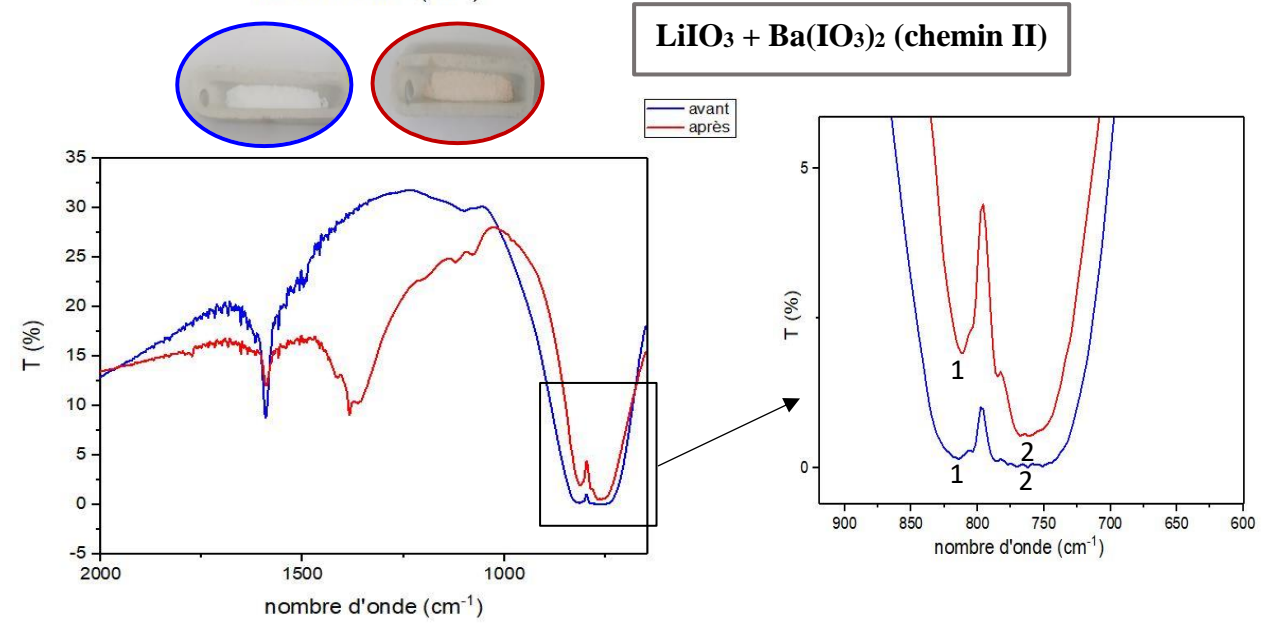 LiIO₃ + Ba(IO₃)₂ (chemin II)
avant
après
35
30
25
20
15
10
5
0
-5
T (%)
2000 1500 1000
nombre d'onde (cm⁻¹)
5
0
T (%)
1
2
1
2
900 850 800 750 700 650 600
nombre d'onde (cm⁻¹)